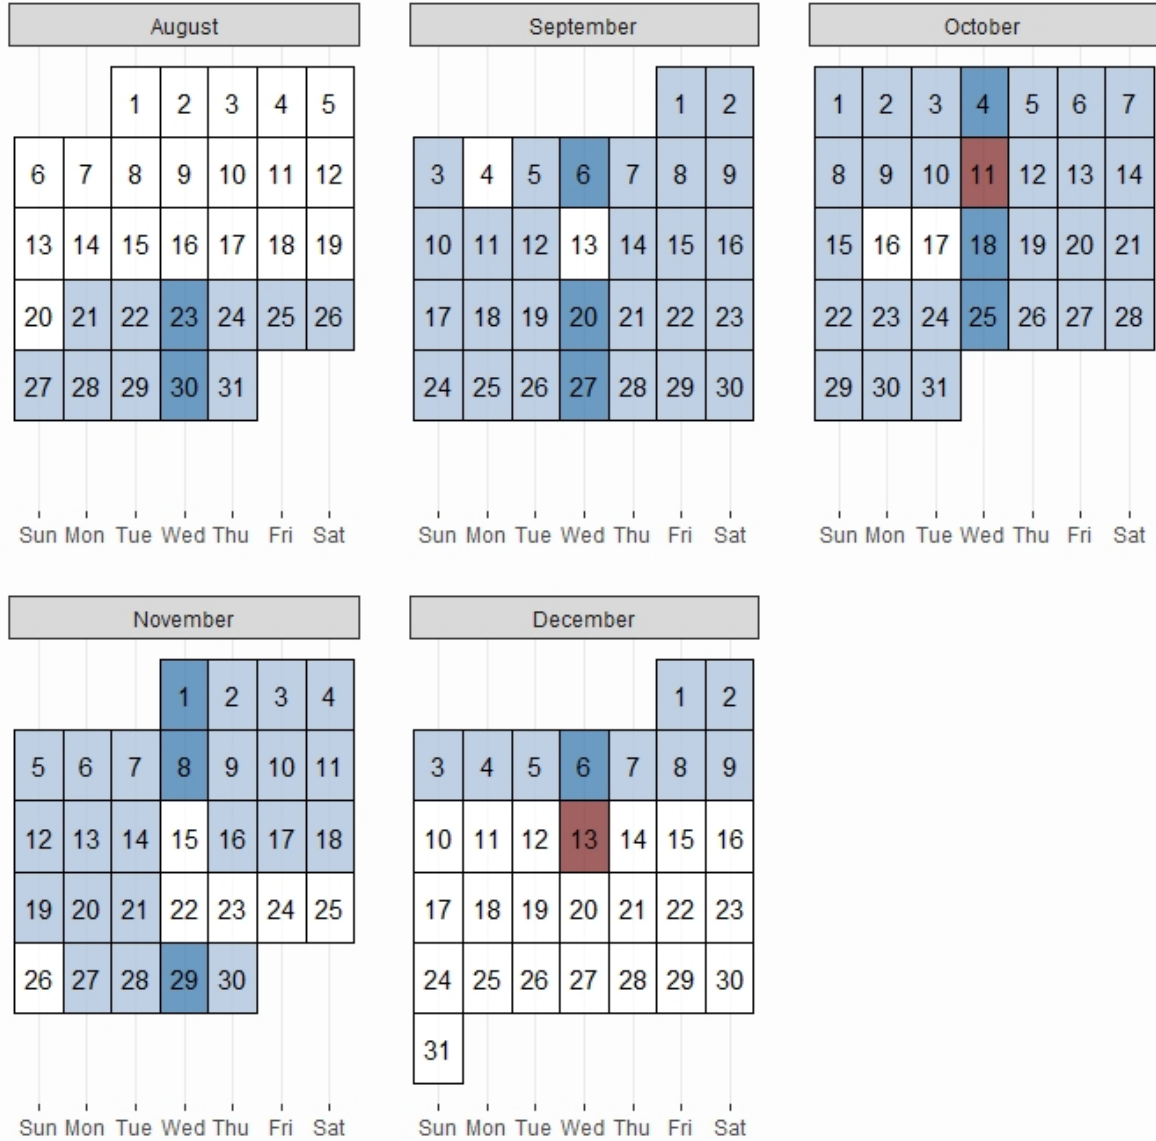 August
1 2 3 4 5
6 7 8 9 10 11 12
13 14 15 16 17 18 19
20 21 22 23 24 25 26
27 28 29 30 31
Sun Mon Tue Wed Thu Fri Sat
September
1 2
3 4 5 6 7 8 9
10 11 12 13 14 15 16
17 18 19 20 21 22 23
24 25 26 27 28 29 30
Sun Mon Tue Wed Thu Fri Sat
October
1 2 3 4 5 6 7
8 9 10 11 12 13 14
15 16 17 18 19 20 21
22 23 24 25 26 27 28
29 30 31
Sun Mon Tue Wed Thu Fri Sat
November
1 2 3 4
5 6 7 8 9 10 11
12 13 14 15 16 17 18
19 20 21 22 23 24 25
26 27 28 29 30
Sun Mon Tue Wed Thu Fri Sat
December
1 2
3 4 5 6 7 8 9
10 11 12 13 14 15 16
17 18 19 20 21 22 23
24 25 26 27 28 29 30
31
Sun Mon Tue Wed Thu Fri Sat